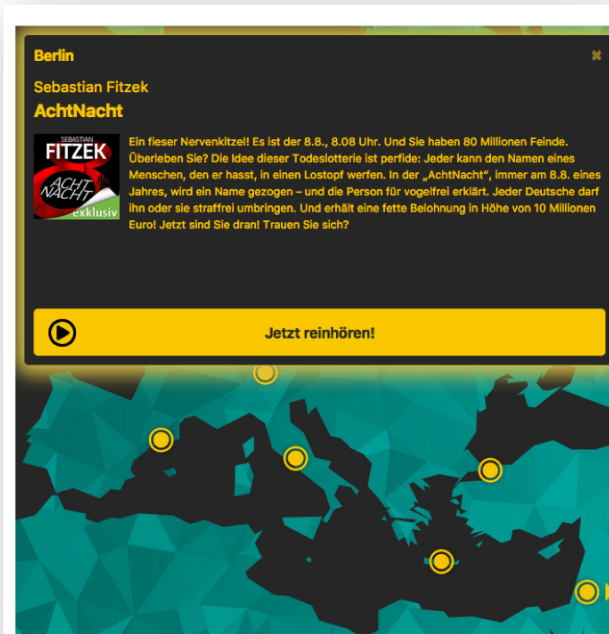 Berlin
Sebastian Fitzek
AchtNacht
SEBASTIAN
FITZEK
ACHT
NACHT
exklusiv
Ein fieser Nervenkitzel! Es ist der 8.8., 8.08 Uhr. Und Sie haben 80 Millionen Feinde.
Überleben Sie? Die Idee dieser Todeslotterie ist perfide: Jeder kann den Namen eines
Menschen, den er hasst, in einen Lostopf werfen. In der „AchtNacht“, immer am 8.8. eines
Jahres, wird ein Name gezogen – und die Person für vogelfrei erklärt. Jeder Deutsche darf
ihn oder sie straffrei umbringen. Und erhält eine fette Belohnung in Höhe von 10 Millionen
Euro! Jetzt sind Sie dran! Trauen Sie sich?
Jetzt reinhören!